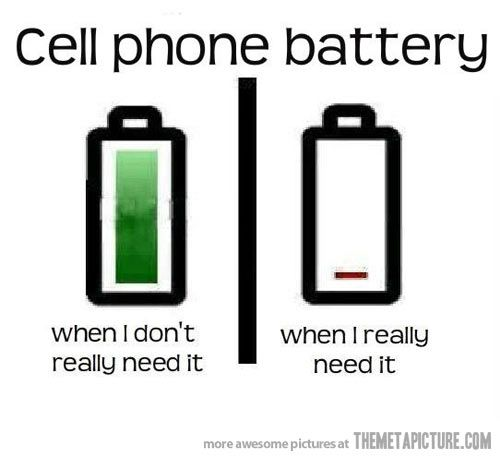 Cell phone battery
when I don't
really need it
when I really
need it
more awesome pictures at THEMETAPICTURE.COM